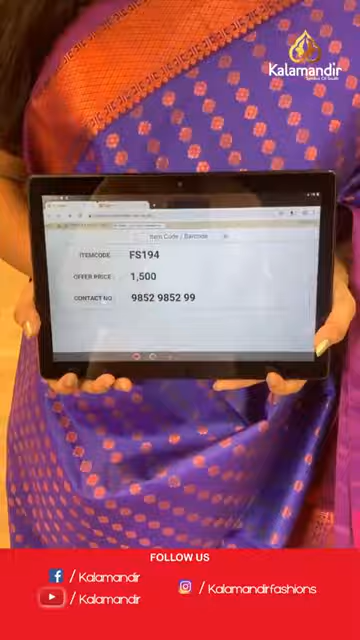 Kalamandir
Item Code / Barcode
ITEMCODE FS194
OFFER PRICE 1,500
CONTACT NO 9852 9852 99
FOLLOW US
/ Kalamandir
/ Kalamandirfashions
/ Kalamandir